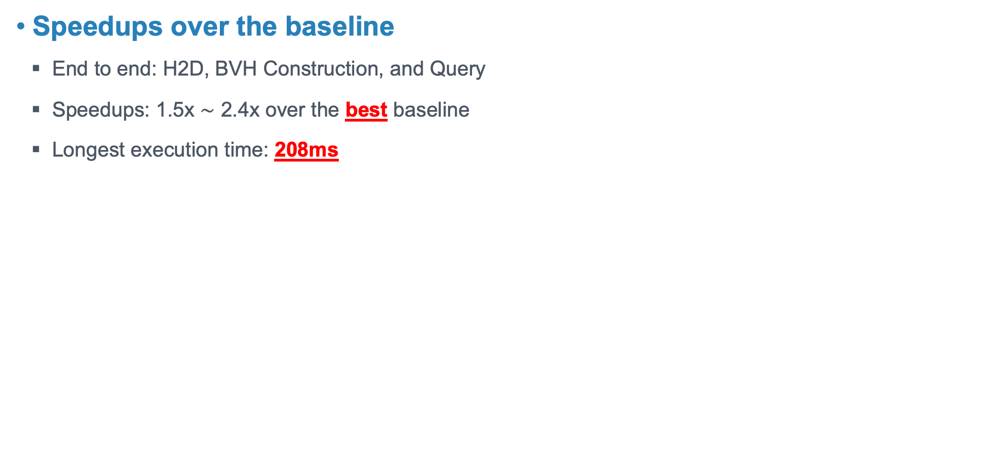 • Speedups over the baseline
▪ End to end: H2D, BVH Construction, and Query
▪ Speedups: 1.5x ~ 2.4x over the best baseline
▪ Longest execution time: 208ms